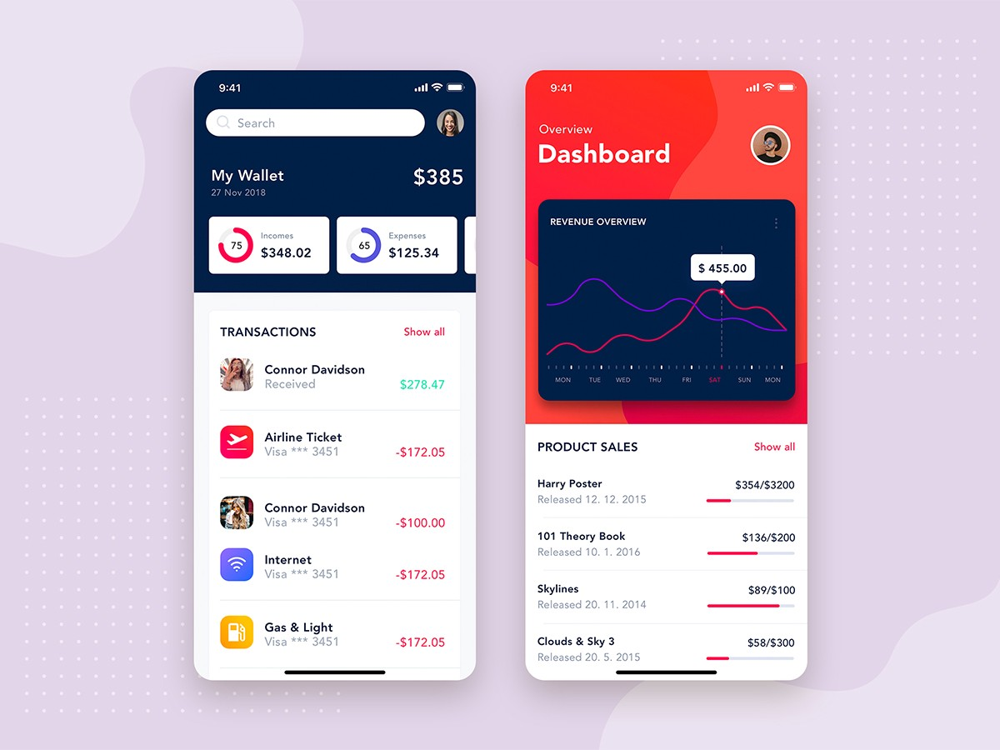 9:41
Search
My Wallet
$385
27 Nov 2018
75
Incomes
$348.02
65
Expenses
$125.34
TRANSACTIONS
Show all
Connor Davidson
Received
$278.47
Airline Ticket
Visa *** 3451
-$172.05
Connor Davidson
Visa *** 3451
-$100.00
Internet
Visa *** 3451
-$172.05
Gas & Light
Visa *** 3451
-$172.05
9:41
Overview
Dashboard
REVENUE OVERVIEW
$ 455.00
MON TUE WED THU FRI SAT SUN MON
PRODUCT SALES
Show all
Harry Poster
$354/$3200
Released 12. 12. 2015
101 Theory Book
$136/$200
Released 10. 1. 2016
Skylines
$89/$100
Released 20. 11. 2014
Clouds & Sky 3
$58/$300
Released 20. 5. 2015